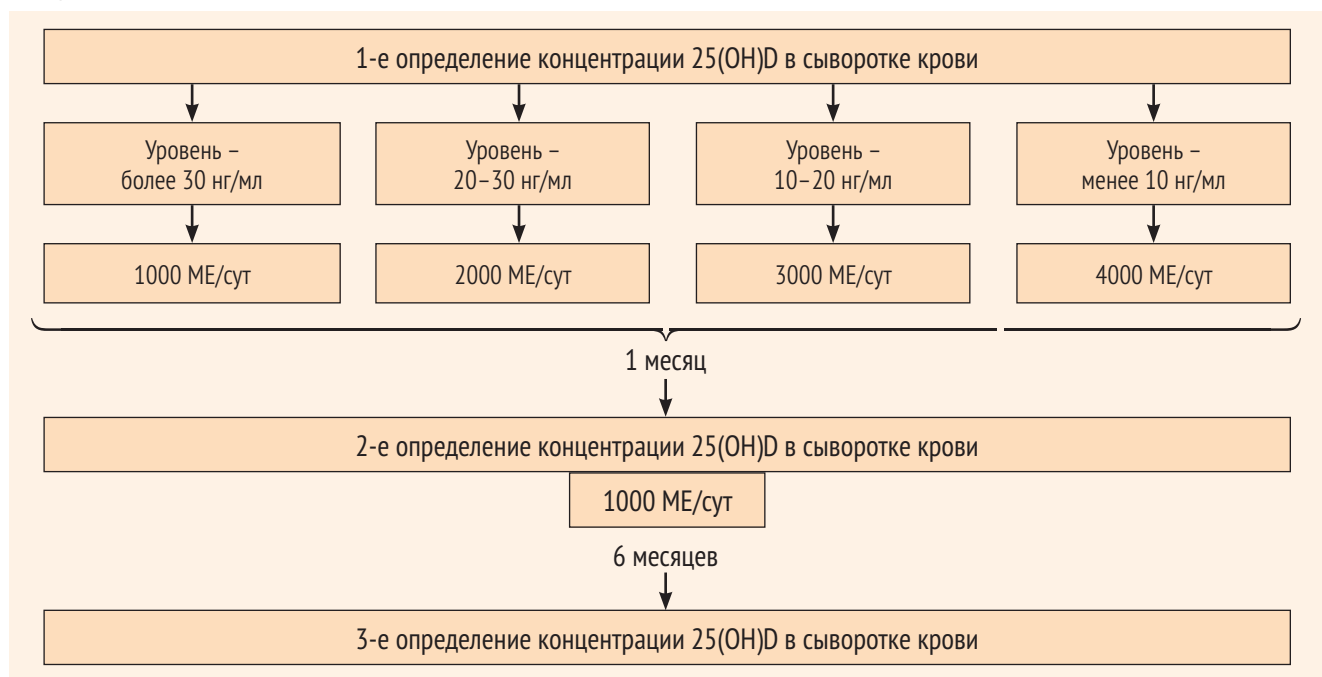 1-е определение концентрации 25(OH)D в сыворотке крови
Уровень –
более 30 нг/мл
Уровень –
20–30 нг/мл
Уровень –
10–20 нг/мл
Уровень –
менее 10 нг/мл
1000 МЕ/сут
2000 МЕ/сут
3000 МЕ/сут
4000 МЕ/сут
1 месяц
2-е определение концентрации 25(OH)D в сыворотке крови
1000 МЕ/сут
6 месяцев
3-е определение концентрации 25(OH)D в сыворотке крови